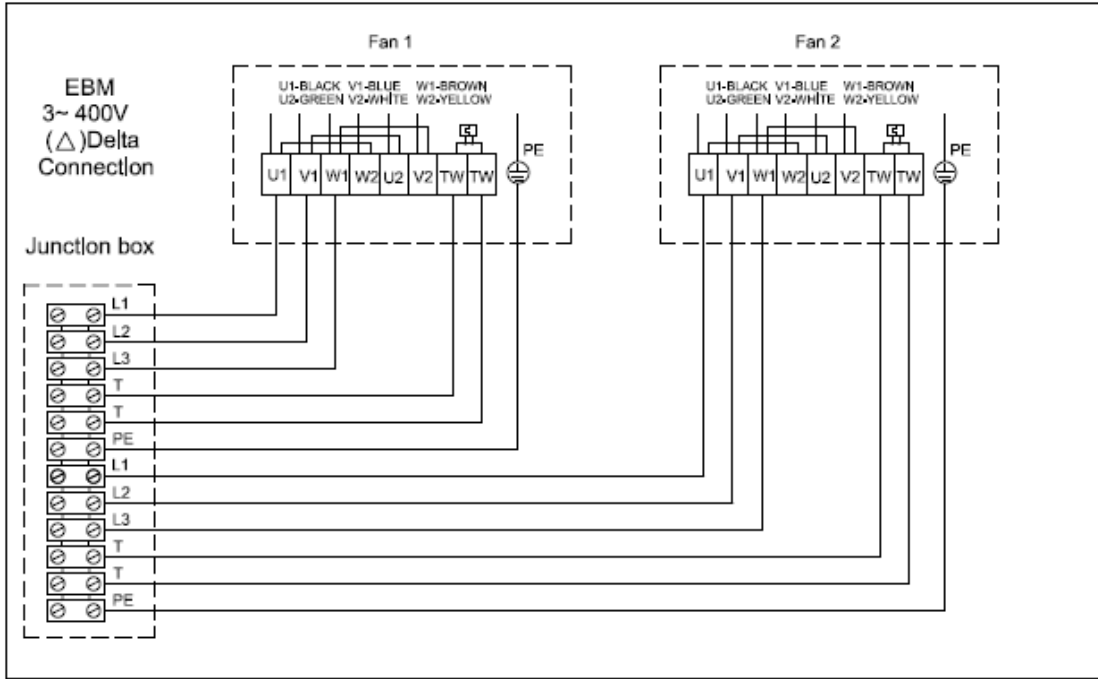 Fan 1
Fan 2
EBM
3~ 400V
(△)Delta
Connection
U1-BLACK V1-BLUE W1-BROWN
U2-GREEN V2-WHITE W2-YELLOW
PE
U1 V1 W1 W2 U2 V2 TW TW
U1-BLACK V1-BLUE W1-BROWN
U2-GREEN V2-WHITE W2-YELLOW
PE
U1 V1 W1 W2 U2 V2 TW TW
Junction box
L1
L2
L3
T
T
PE
L1
L2
L3
T
T
PE